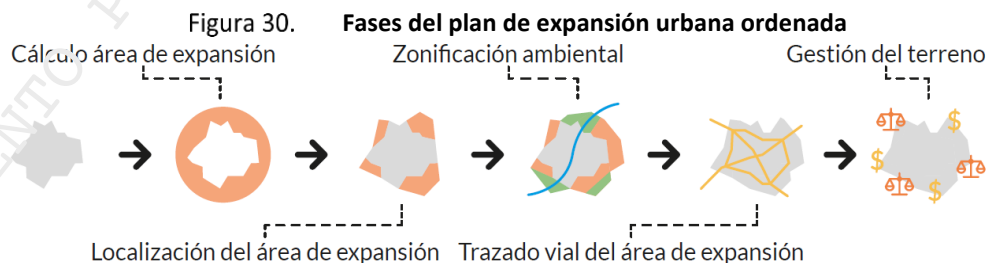 Figura 30. Fases del plan de expansión urbana ordenada
Cálculo área de expansión Zonificación ambiental Gestión del terreno
$
$
$
Localización del área de expansión Trazado vial del área de expansión